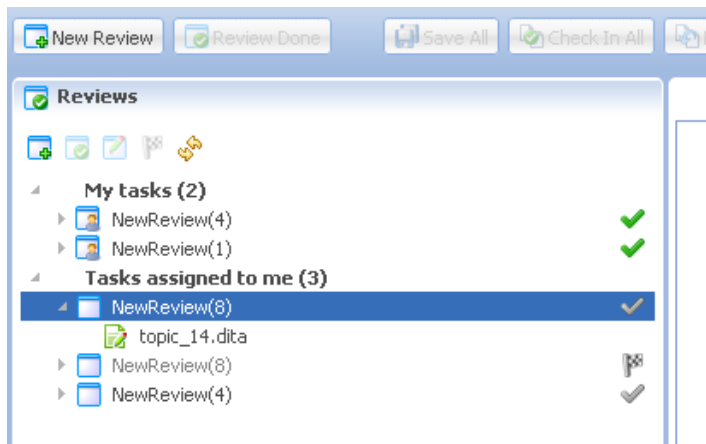 New Review Review Done Save All Check In All
Reviews
My tasks (2)
NewReview(4)
NewReview(1)
Tasks assigned to me (3)
NewReview(8)
topic_14.dita
NewReview(8)
NewReview(4)